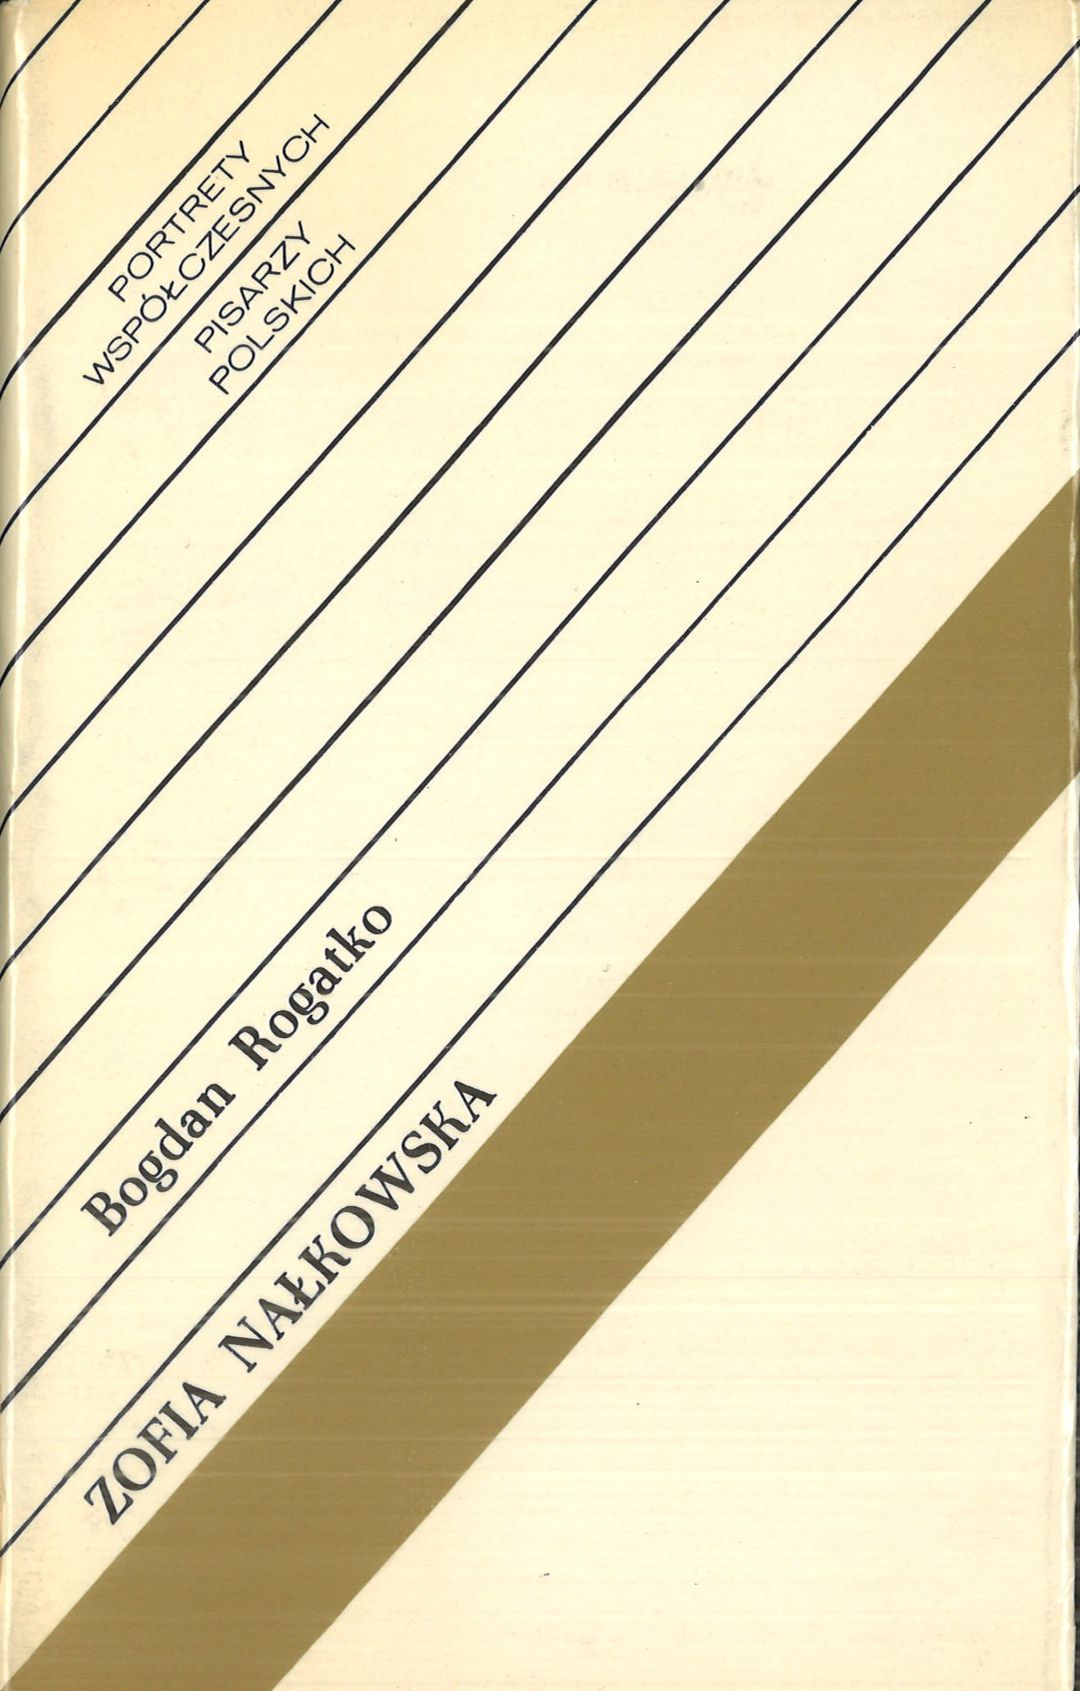 PORTRETY
WSPÓŁCZESNYCH
PISARZY
POLSKICH
Bogdan Rogatko
ZOFIA NAŁKOWSKA